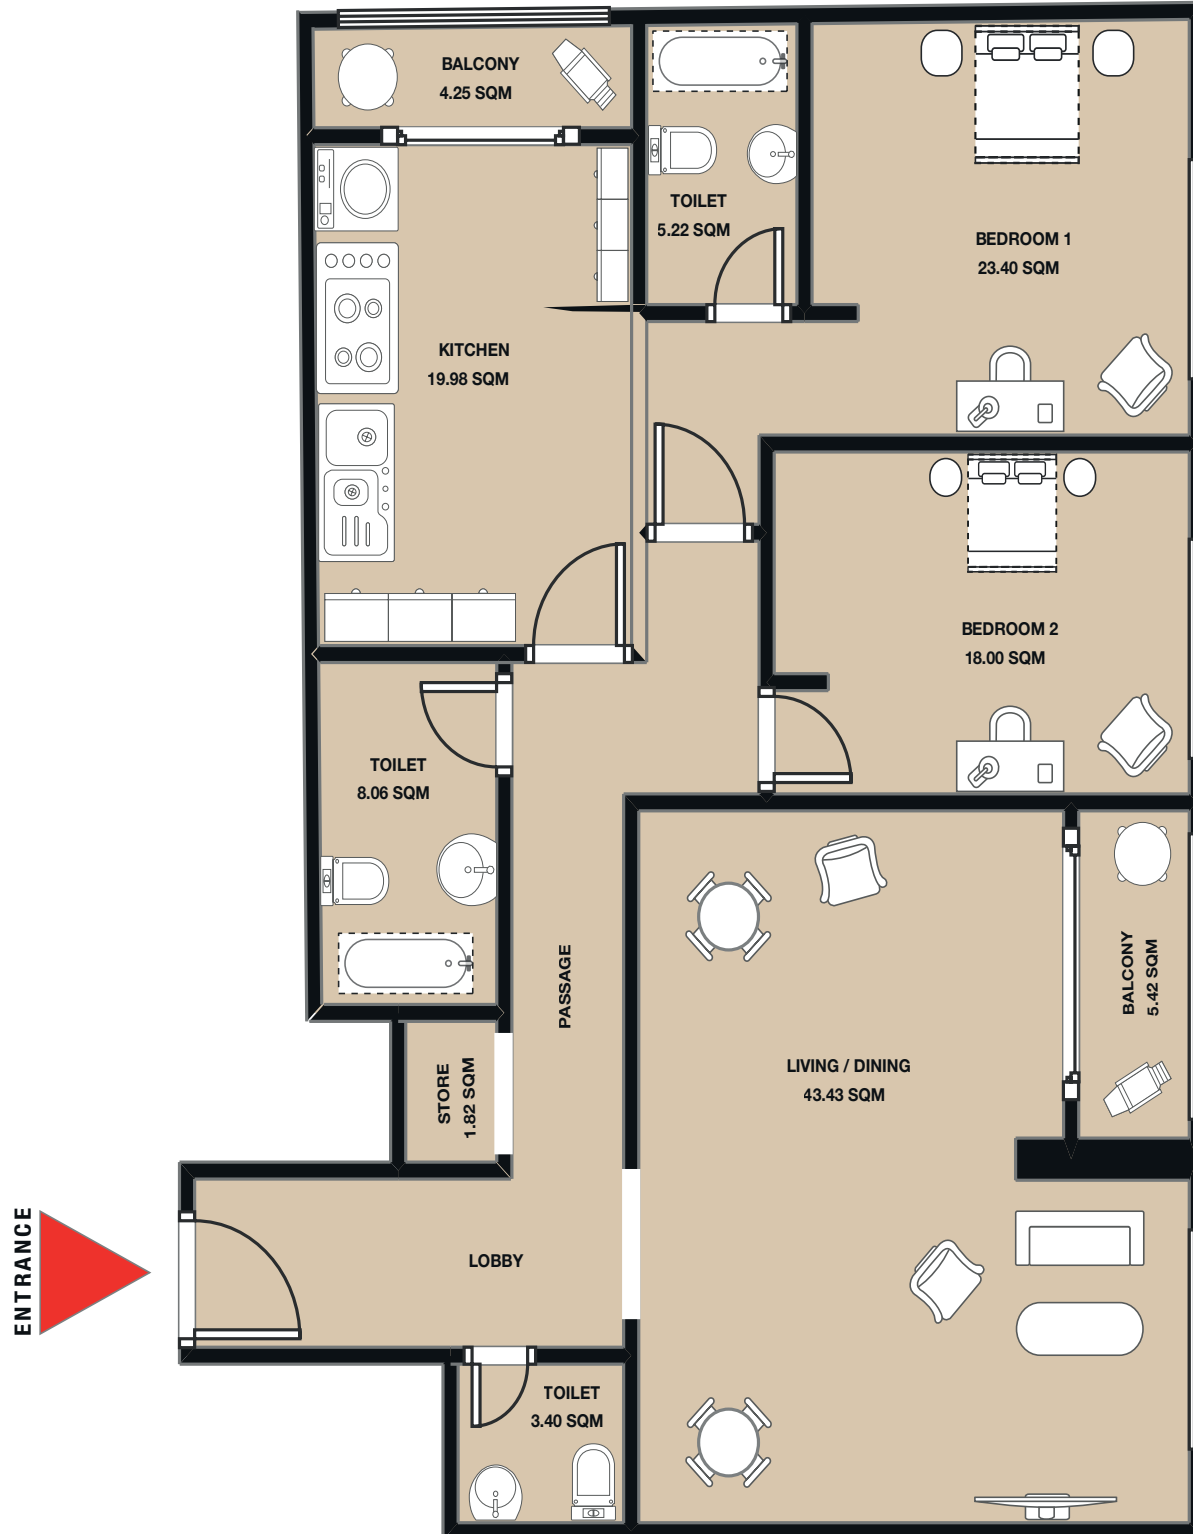 BALCONY
4.25 SQM
TOILET
5.22 SQM
BEDROOM 1
23.40 SQM
KITCHEN
19.98 SQM
BEDROOM 2
18.00 SQM
TOILET
8.06 SQM
PASSAGE
BALCONY
5.42 SQM
STORE
1.82 SQM
LIVING / DINING
43.43 SQM
ENTRANCE
LOBBY
TOILET
3.40 SQM